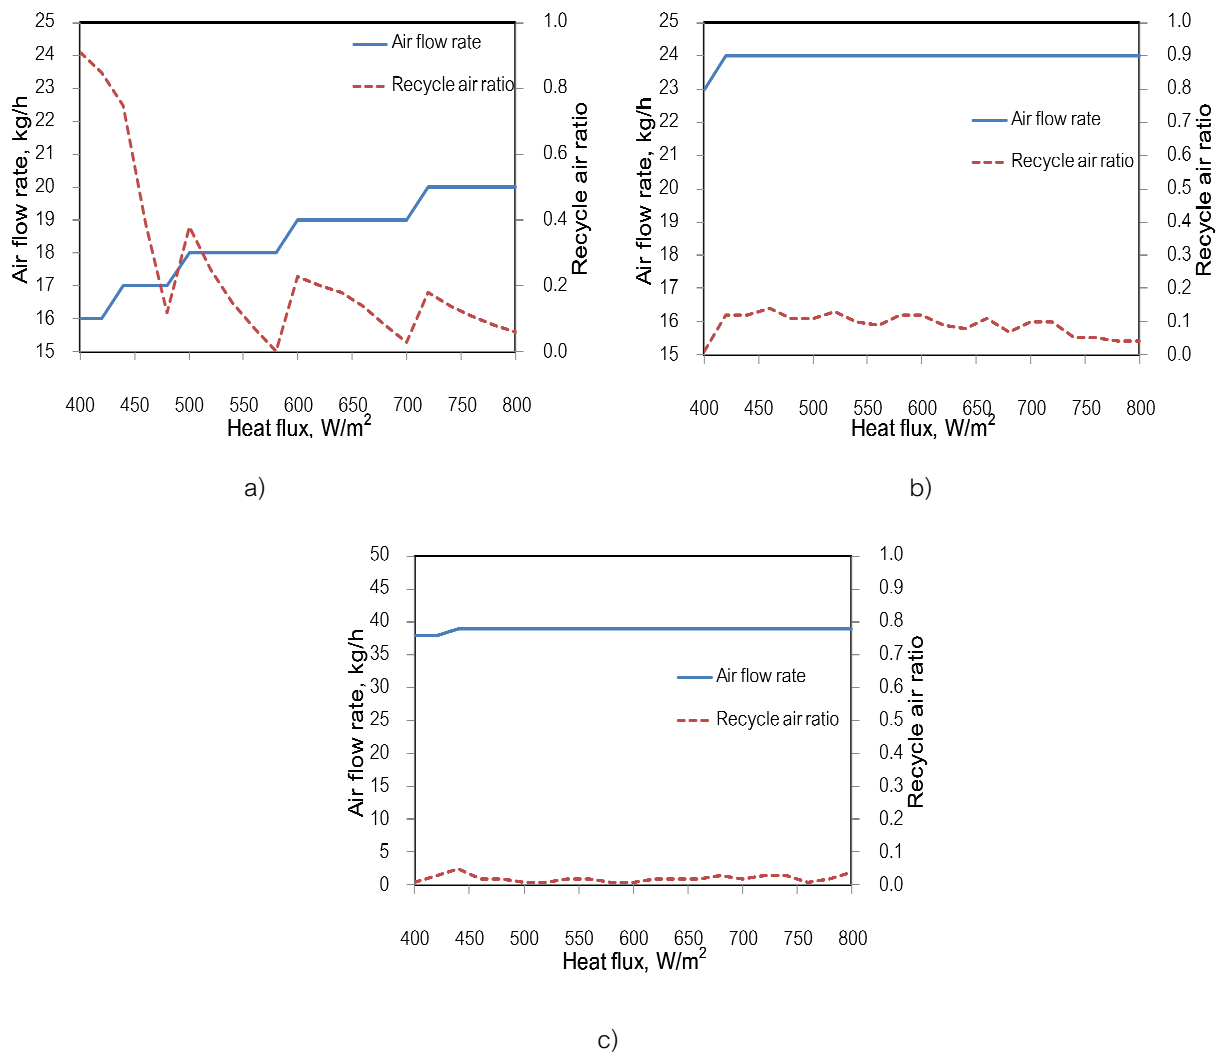 25
24
23
22
21
20
19
18
17
16
15
Air flow rate, kg/h
1.0
0.8
0.6
0.4
0.2
0.0
Recycle air ratio
Air flow rate
Recycle air ratio
400 450 500 550 600 650 700 750 800
Heat flux, W/m²
a)
25
24
23
22
21
20
19
18
17
16
15
Air flow rate, kg/h
1.0
0.9
0.8
0.7
0.6
0.5
0.4
0.3
0.2
0.1
0.0
Recycle air ratio
Air flow rate
Recycle air ratio
400 450 500 550 600 650 700 750 800
Heat flux, W/m²
b)
50
45
40
35
30
25
20
15
10
5
0
Air flow rate, kg/h
1.0
0.9
0.8
0.7
0.6
0.5
0.4
0.3
0.2
0.1
0.0
Recycle air ratio
Air flow rate
Recycle air ratio
400 450 500 550 600 650 700 750 800
Heat flux, W/m²
c)